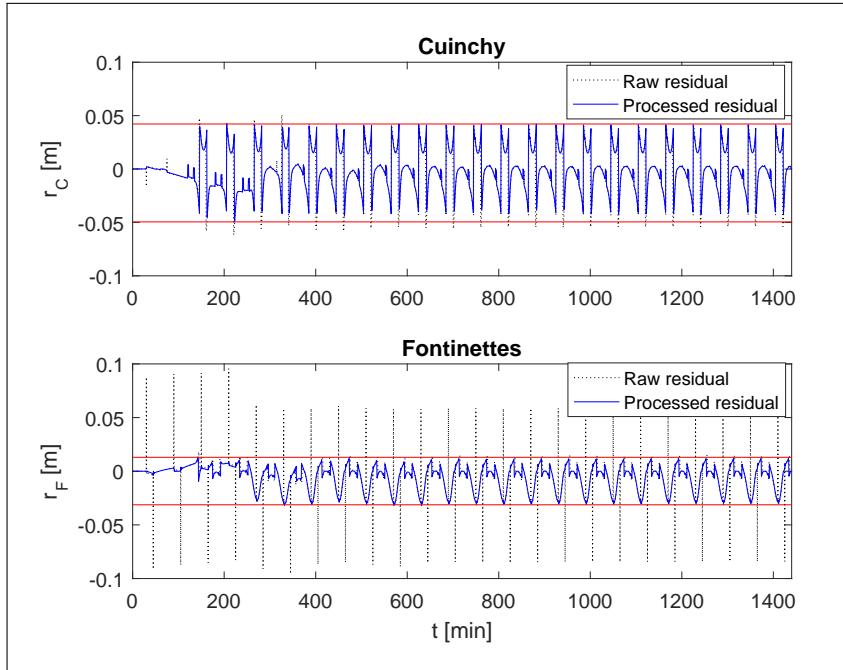 Cuinchy
0.1
0.05
0
-0.05
-0.1
r_C [m]
Raw residual
Processed residual
0 200 400 600 800 1000 1200 1400
Fontinettes
0.1
0.05
0
-0.05
-0.1
r_F [m]
Raw residual
Processed residual
0 200 400 600 800 1000 1200 1400
t [min]